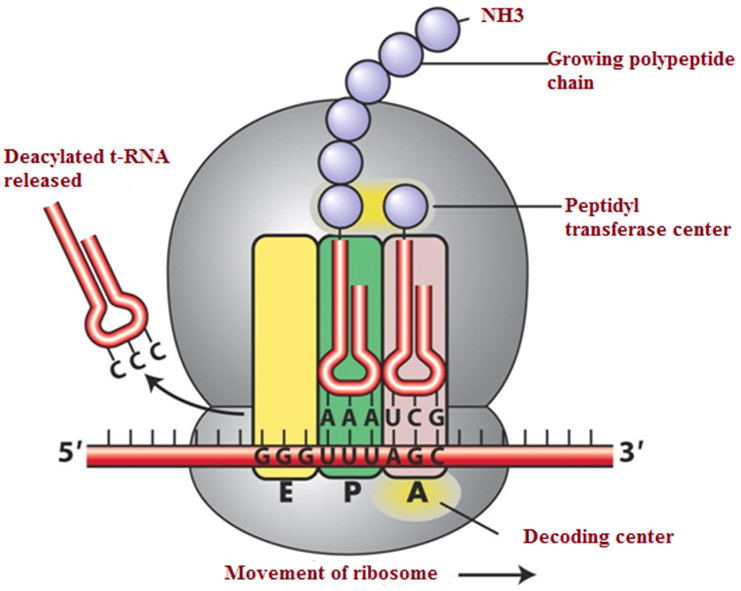 NH3
Growing polypeptide
chain
Deacylated t-RNA
released
Peptidyl
transferase center
C C C
A A A U C G
5′ G G G U U U A G C 3′
E P A
Decoding center
Movement of ribosome